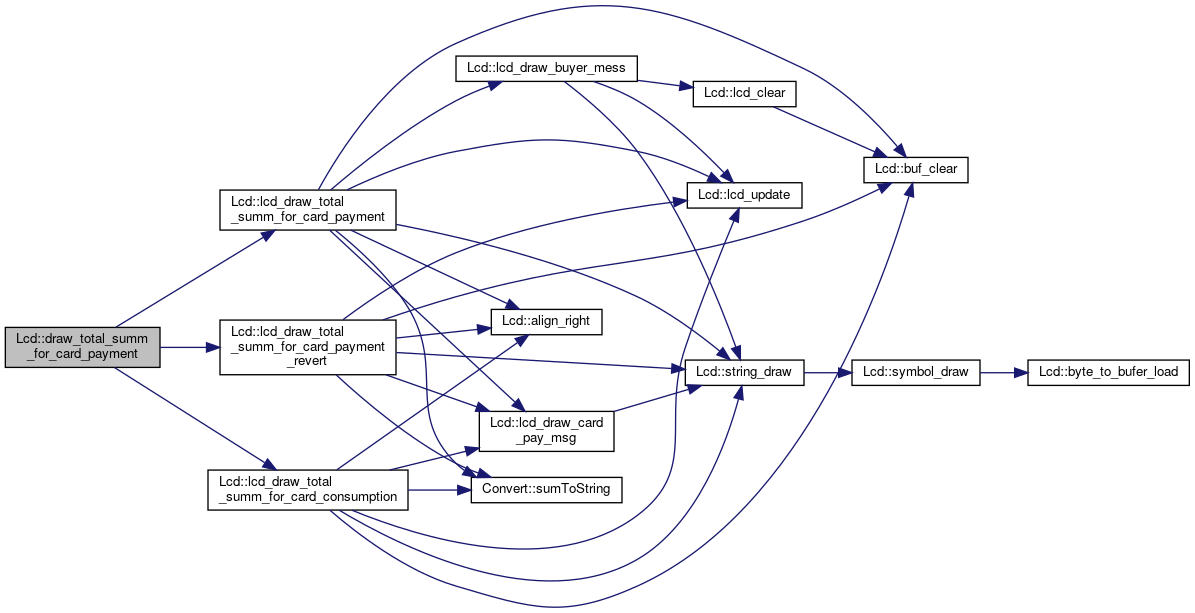 Lcd::draw_total_summ
_for_card_payment
Lcd::lcd_draw_total
_summ_for_card_payment
Lcd::lcd_draw_total
_summ_for_card_payment
_revert
Lcd::lcd_draw_total
_summ_for_card_consumption
Lcd::lcd_draw_buyer_mess
Lcd::align_right
Lcd::lcd_draw_card
_pay_msg
Convert::sumToString
Lcd::lcd_clear
Lcd::lcd_update
Lcd::string_draw
Lcd::buf_clear
Lcd::symbol_draw
Lcd::byte_to_bufer_load